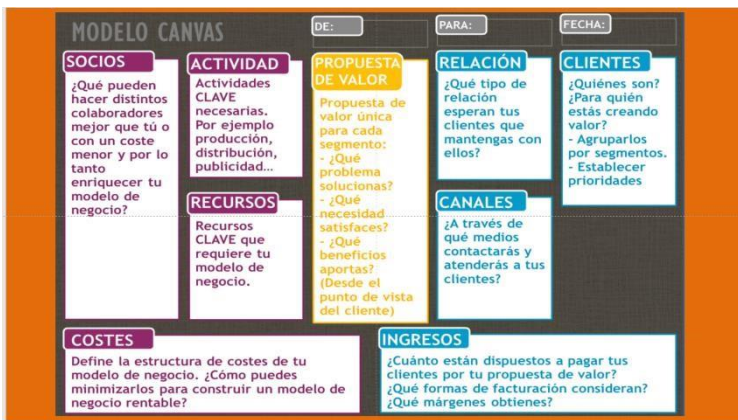 MODELO CANVAS
DE:
PARA:
FECHA:
SOCIOS
¿Qué pueden
hacer distintos
colaboradores
mejor que tú o
con un coste
menor y por lo
tanto
enriquecer tu
modelo de
negocio?
ACTIVIDAD
Actividades
CLAVE
necesarias.
Por ejemplo
producción,
distribución,
publicidad...
RECURSOS
Recursos
CLAVE que
requiere tu
modelo de
negocio.
PROPUESTA
DE VALOR
Propuesta de
valor única
para cada
segmento:
- ¿Qué
problema
solucionas?
- ¿Qué
necesidad
satisfaces?
- ¿Qué
beneficios
aportas?
(Desde el
punto de vista
del cliente)
RELACIÓN
¿Qué tipo de
relación
esperan tus
clientes que
mantengas con
ellos?
CANALES
¿A través de
qué medios
contactarás y
atenderás a tus
clientes?
CLIENTES
¿Quiénes son?
¿Para quién
estás creando
valor?
- Agruparlos
por segmentos.
- Establecer
prioridades
COSTES
Define la estructura de costes de tu
modelo de negocio. ¿Cómo puedes
minimizarlos para construir un modelo de
negocio rentable?
INGRESOS
¿Cuánto están dispuestos a pagar tus
clientes por tu propuesta de valor?
¿Qué formas de facturación consideran?
¿Qué márgenes obtienes?